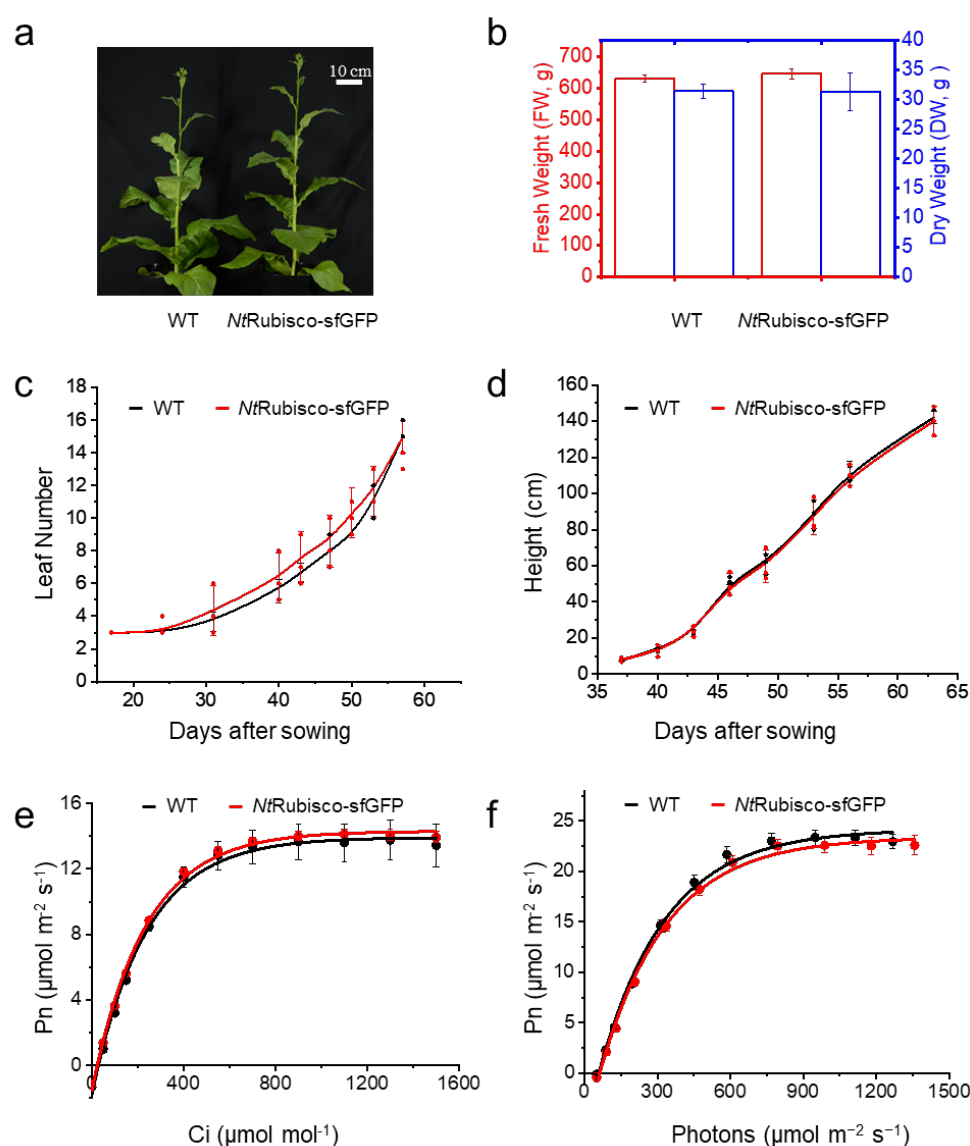 a
10 cm
WT NtRubisco-sfGFP
b
Fresh Weight (FW, g)
700
600
500
400
300
200
100
0
40
35
30
25
20
15
10
5
0
Dry Weight (DW, g)
WT NtRubisco-sfGFP
c
WT NtRubisco-sfGFP
Leaf Number
18
16
14
12
10
8
6
4
2
0
20 30 40 50 60
Days after sowing
d
WT NtRubisco-sfGFP
Height (cm)
160
140
120
100
80
60
40
20
0
35 40 45 50 55 60 65
Days after sowing
e
WT NtRubisco-sfGFP
Pn (μmol m⁻² s⁻¹)
16
12
8
4
0
0 400 800 1200 1600
Ci (μmol mol⁻¹)
f
WT NtRubisco-sfGFP
Pn (μmol m⁻² s⁻¹)
25
20
15
10
5
0
0 300 600 900 1200 1500
Photons (μmol m⁻² s⁻¹)